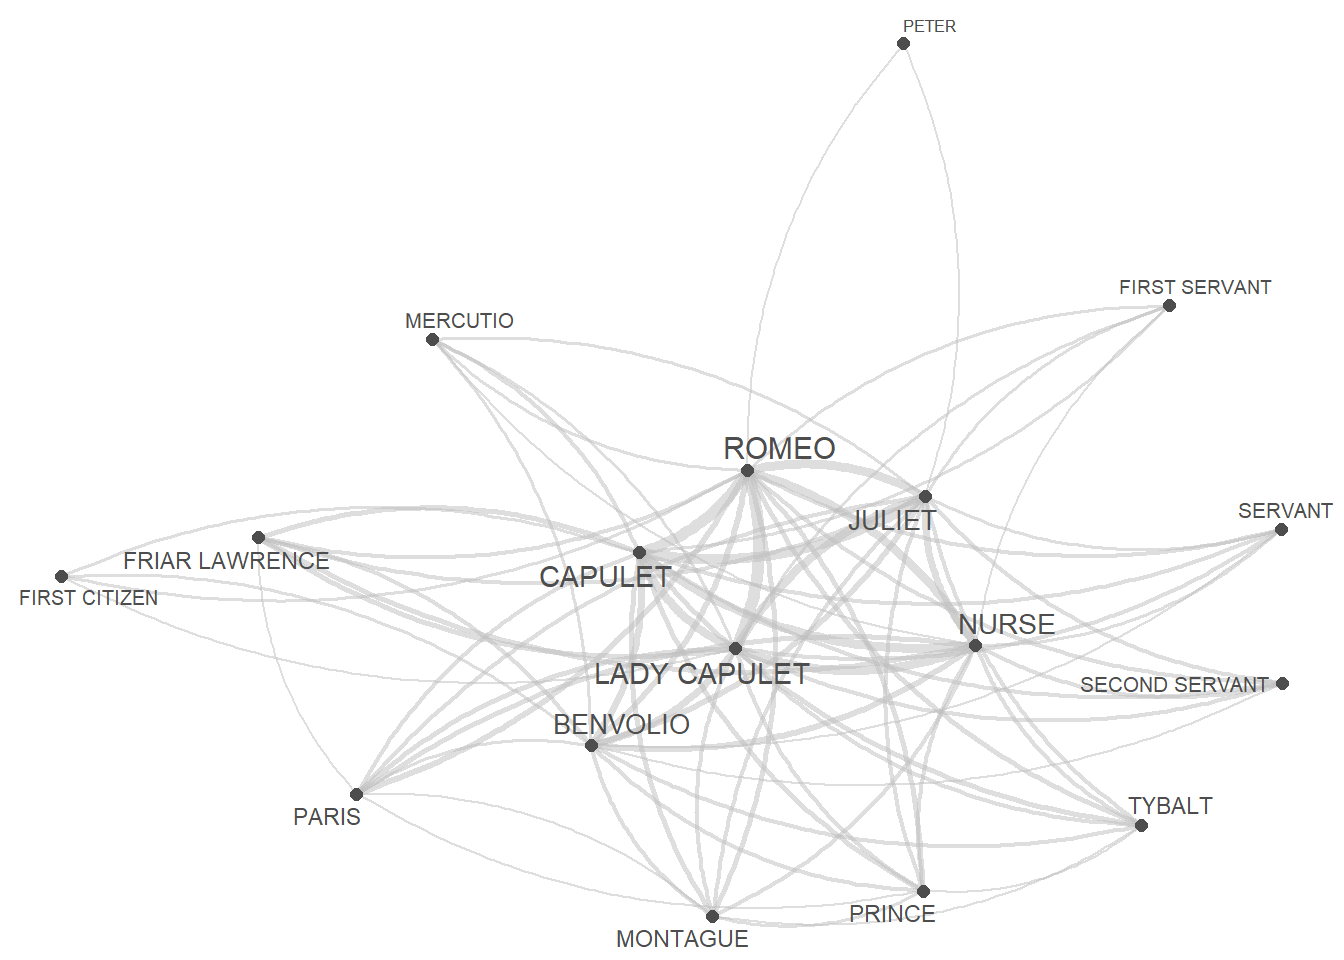 PETER
FIRST SERVANT
MERCUTIO
ROMEO
SERVANT
JULIET
FRIAR LAWRENCE
CAPULET
FIRST CITIZEN
NURSE
LADY CAPULET
SECOND SERVANT
BENVOLIO
TYBALT
PARIS
PRINCE
MONTAGUE